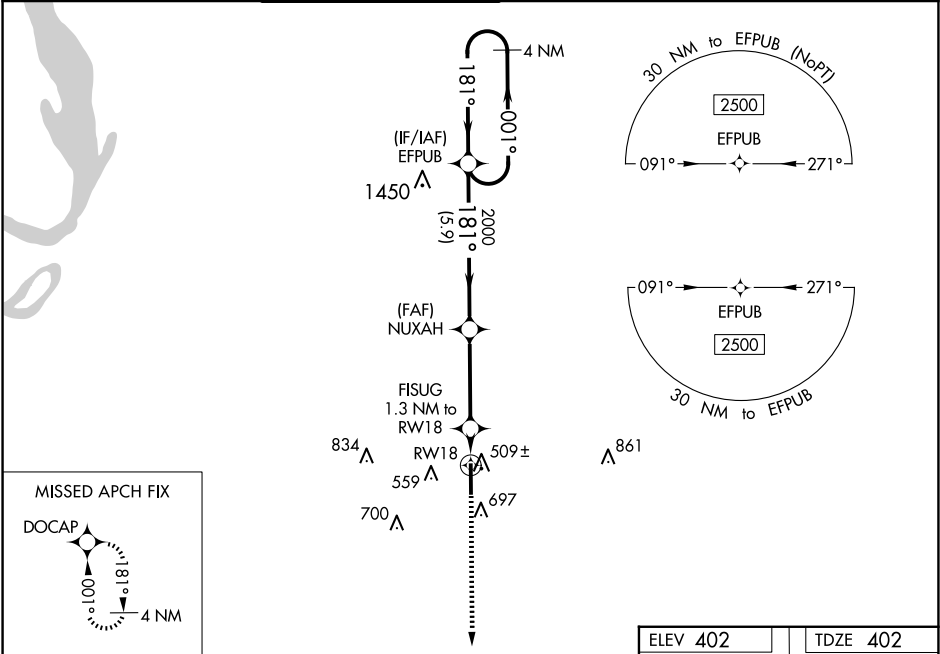 4 NM
181°
001°
(IF/IAF)
EFPUB
1450
2000
181°
(5.9)
(FAF)
NUXAH
FISUG
1.3 NM to
RW18
RW18
509±
834
559
861
700
697
30 NM to EFPUB (NoPT)
2500
EFPUB
091°
271°
091°
271°
EFPUB
2500
30 NM to EFPUB
MISSED APCH FIX
DOCAP
001°
181°
4 NM
ELEV 402
TDZE 402